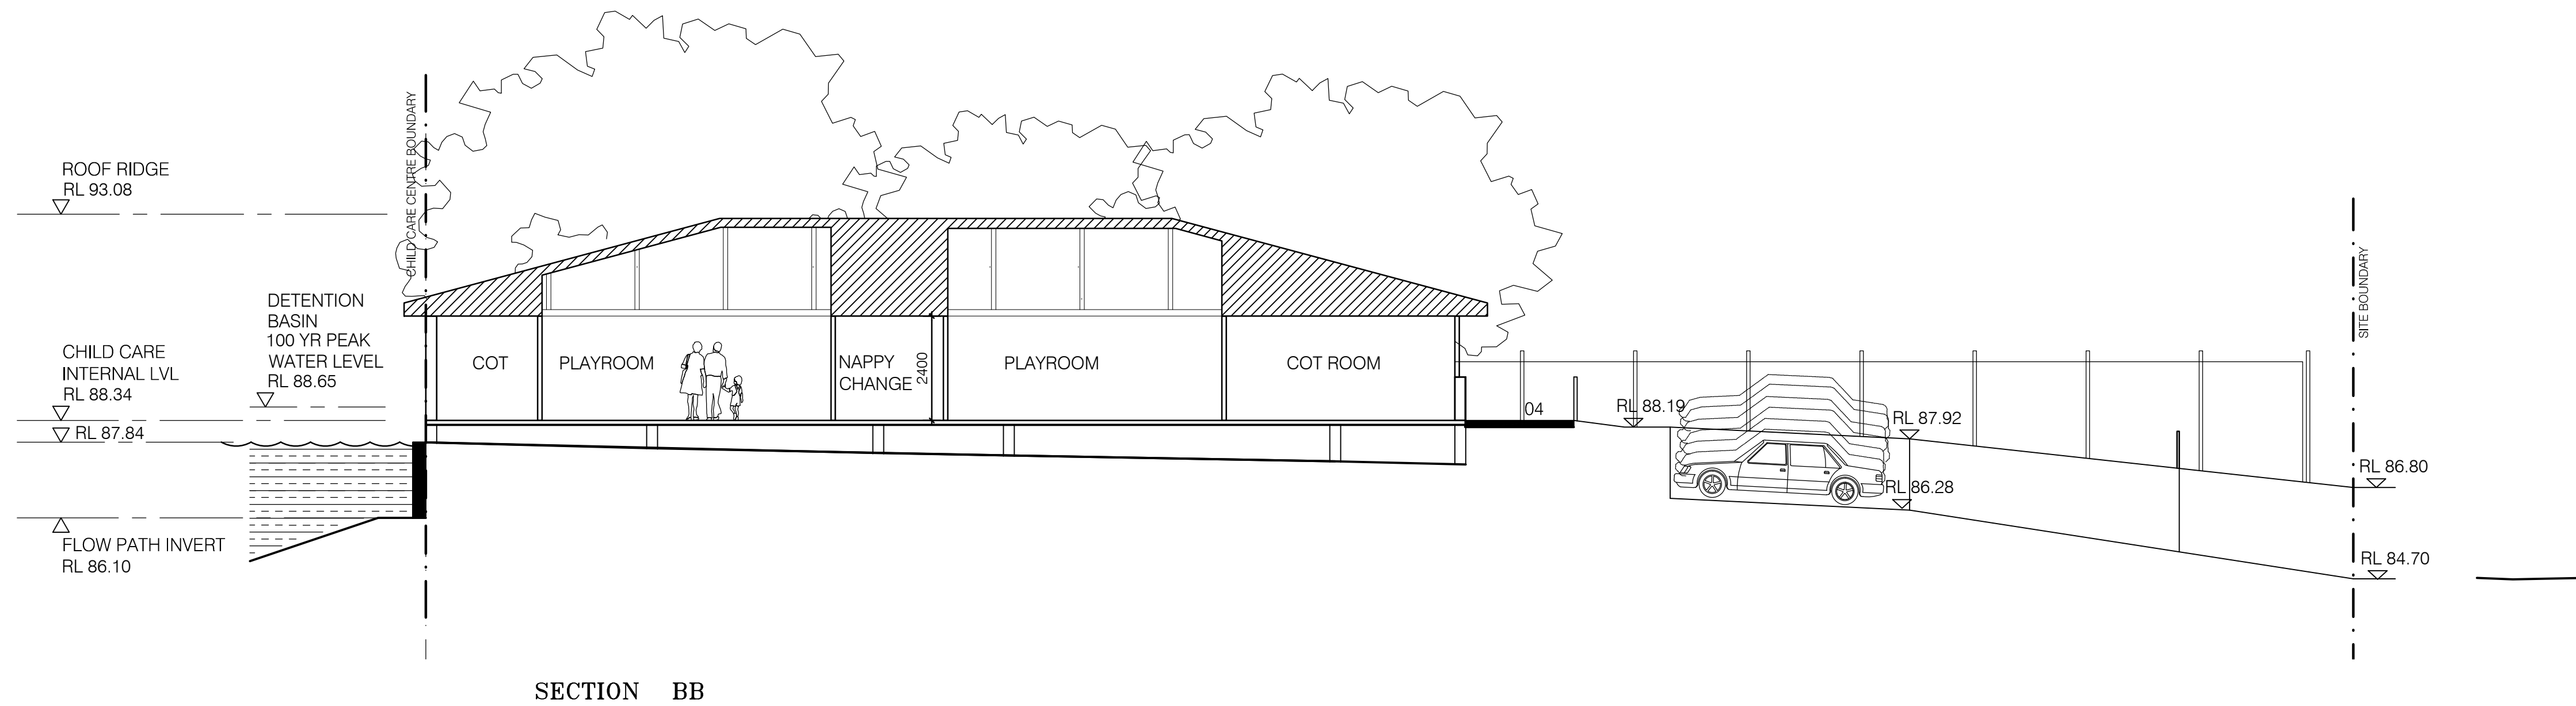 CHILD CARE CENTRE BOUNDARY
ROOF RIDGE
RL 93.08
DETENTION
BASIN
100 YR PEAK
WATER LEVEL
RL 88.65
CHILD CARE
INTERNAL LVL
RL 88.34
RL 87.84
FLOW PATH INVERT
RL 86.10
COT
PLAYROOM
NAPPY
CHANGE
2400
PLAYROOM
COT ROOM
04
RL 88.19
RL 87.92
RL 86.28
SITE BOUNDARY
RL 86.80
RL 84.70
SECTION BB